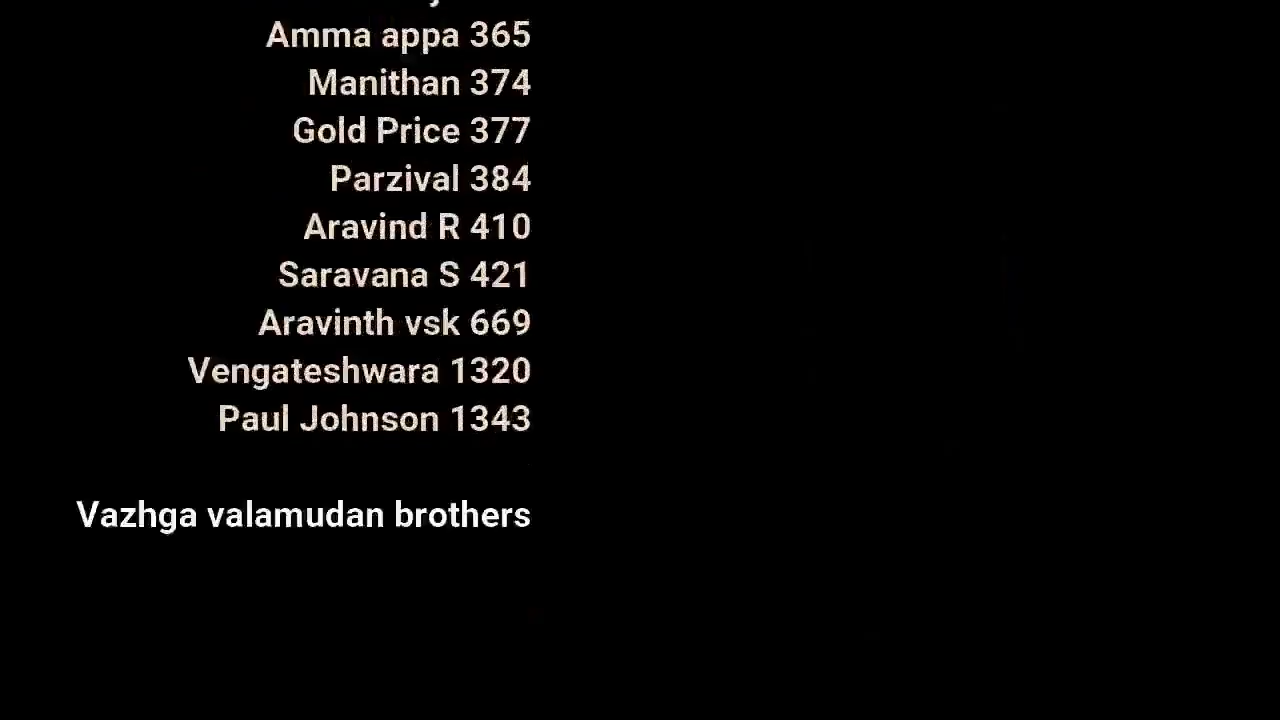 Amma appa 365
Manithan 374
Gold Price 377
Parzival 384
Aravind R 410
Saravana S 421
Aravinth vsk 669
Vengateshwara 1320
Paul Johnson 1343
Vazhga valamudan brothers